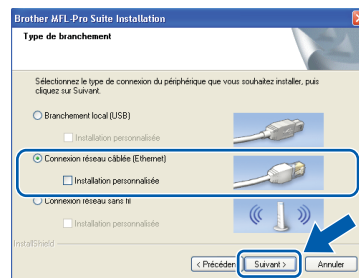 Brother MFL-Pro Suite Installation
Type de branchement
Sélectionnez le type de connexion du périphérique que vous souhaitez installer, puis
cliquez sur Suivant.
Branchement local (USB)
Installation personnalisée
Connexion réseau câblée (Ethernet)
Installation personnalisée
Connexion réseau sans fil
Installation personnalisée
InstallShield
< Précéden
Suivant >
Annuler